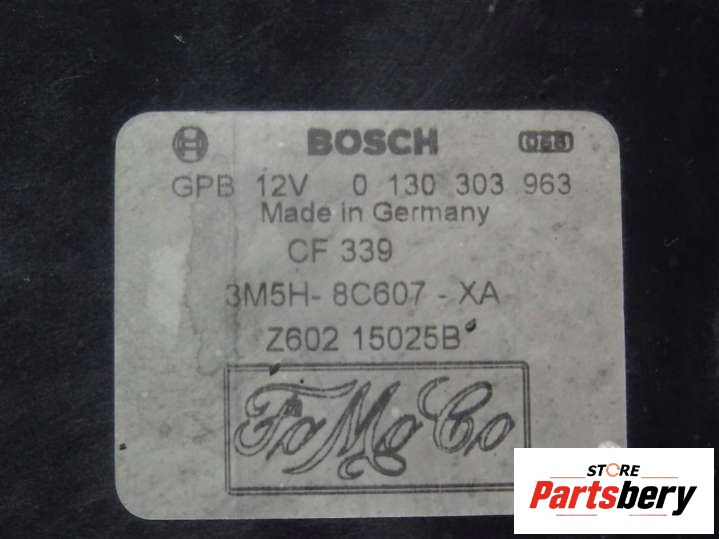 BOSCH
GPB 12V 0 130 303 963
Made in Germany
CF 339
3M5H- 8C607 - XA
Z602 15025B
FoMoCo
STORE
Partsbery